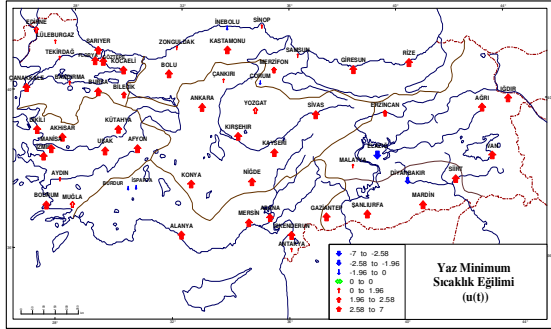 EDİRNE
LÜLEBURGAZ
TEKİRDAĞ
SARIYER
KOCAELİ
ZONGULDAK
İNEBOLU
SİNOP
KASTAMONU
SAMSUN
BOLU
MERZİFON
GİRESUN
RİZE
ÇANKIRI
ÇORUM
ÇANAKKALE
BANDIRMA
BURSA
BİLECİK
ANKARA
YOZGAT
SİVAS
ERZİNCAN
AĞRI
IĞDIR
DİKİLİ
AKHİSAR
KÜTAHYA
KIRŞEHİR
MANİSA
İZMİR
UŞAK
AFYON
KAYSERİ
ELAZIĞ
VAN
MALATYA
DİYARBAKIR
SİİRT
AYDIN
BURDUR
ISPARTA
KONYA
NİĞDE
BODRUM
MUĞLA
MERSİN
ADANA
GAZİANTEP
ŞANLIURFA
MARDİN
ALANYA
İSKENDERUN
ANTAKYA
-7 to -2.58
-2.58 to -1.96
-1.96 to 0
0 to 0
0 to 1.96
1.96 to 2.58
2.58 to 7
Yaz Minimum
Sıcaklık Eğilimi
(u(t))